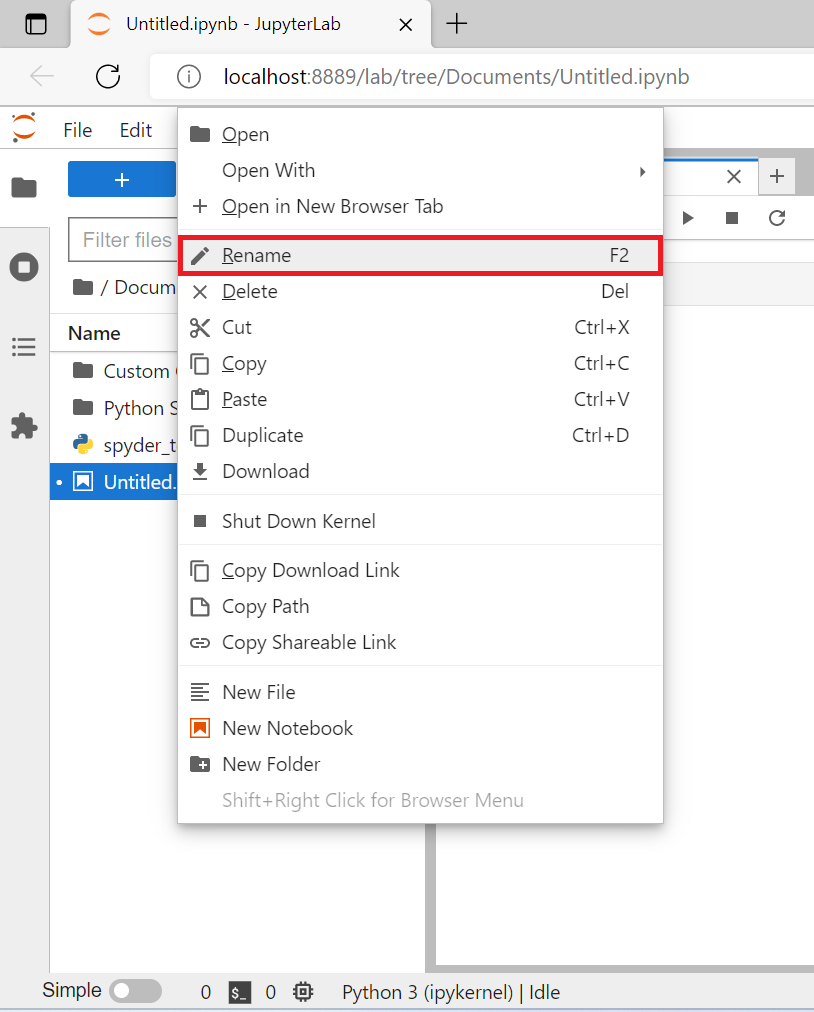 Untitled.ipynb - JupyterLab
localhost:8889/lab/tree/Documents/Untitled.ipynb
File Edit
Open
Open With
Open in New Browser Tab
Filter files
Rename F2
/ Docum
Delete Del
Name
Cut Ctrl+X
Custom
Copy Ctrl+C
Python S
Paste Ctrl+V
spyder_t
Duplicate Ctrl+D
Untitled.
Download
Shut Down Kernel
Copy Download Link
Copy Path
Copy Shareable Link
New File
New Notebook
New Folder
Shift+Right Click for Browser Menu
Simple 0 $_ 0 Python 3 (ipykernel) | Idle